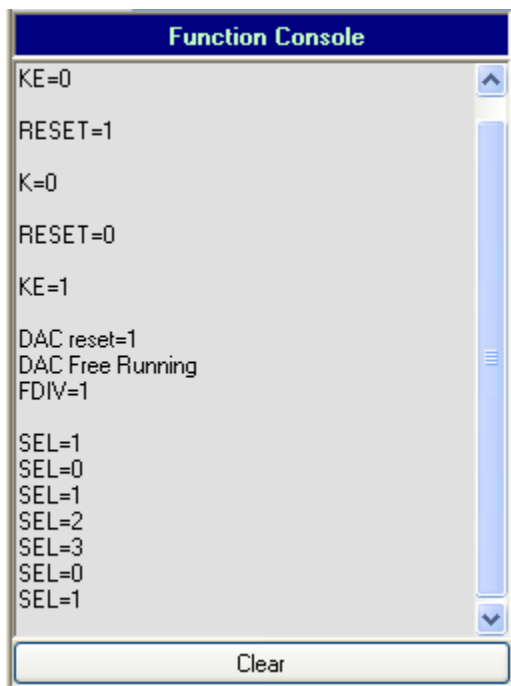 Function Console
KE=0
RESET=1
K=0
RESET=0
KE=1
DAC reset=1
DAC Free Running
FDIV=1
SEL=1
SEL=0
SEL=1
SEL=2
SEL=3
SEL=0
SEL=1
Clear